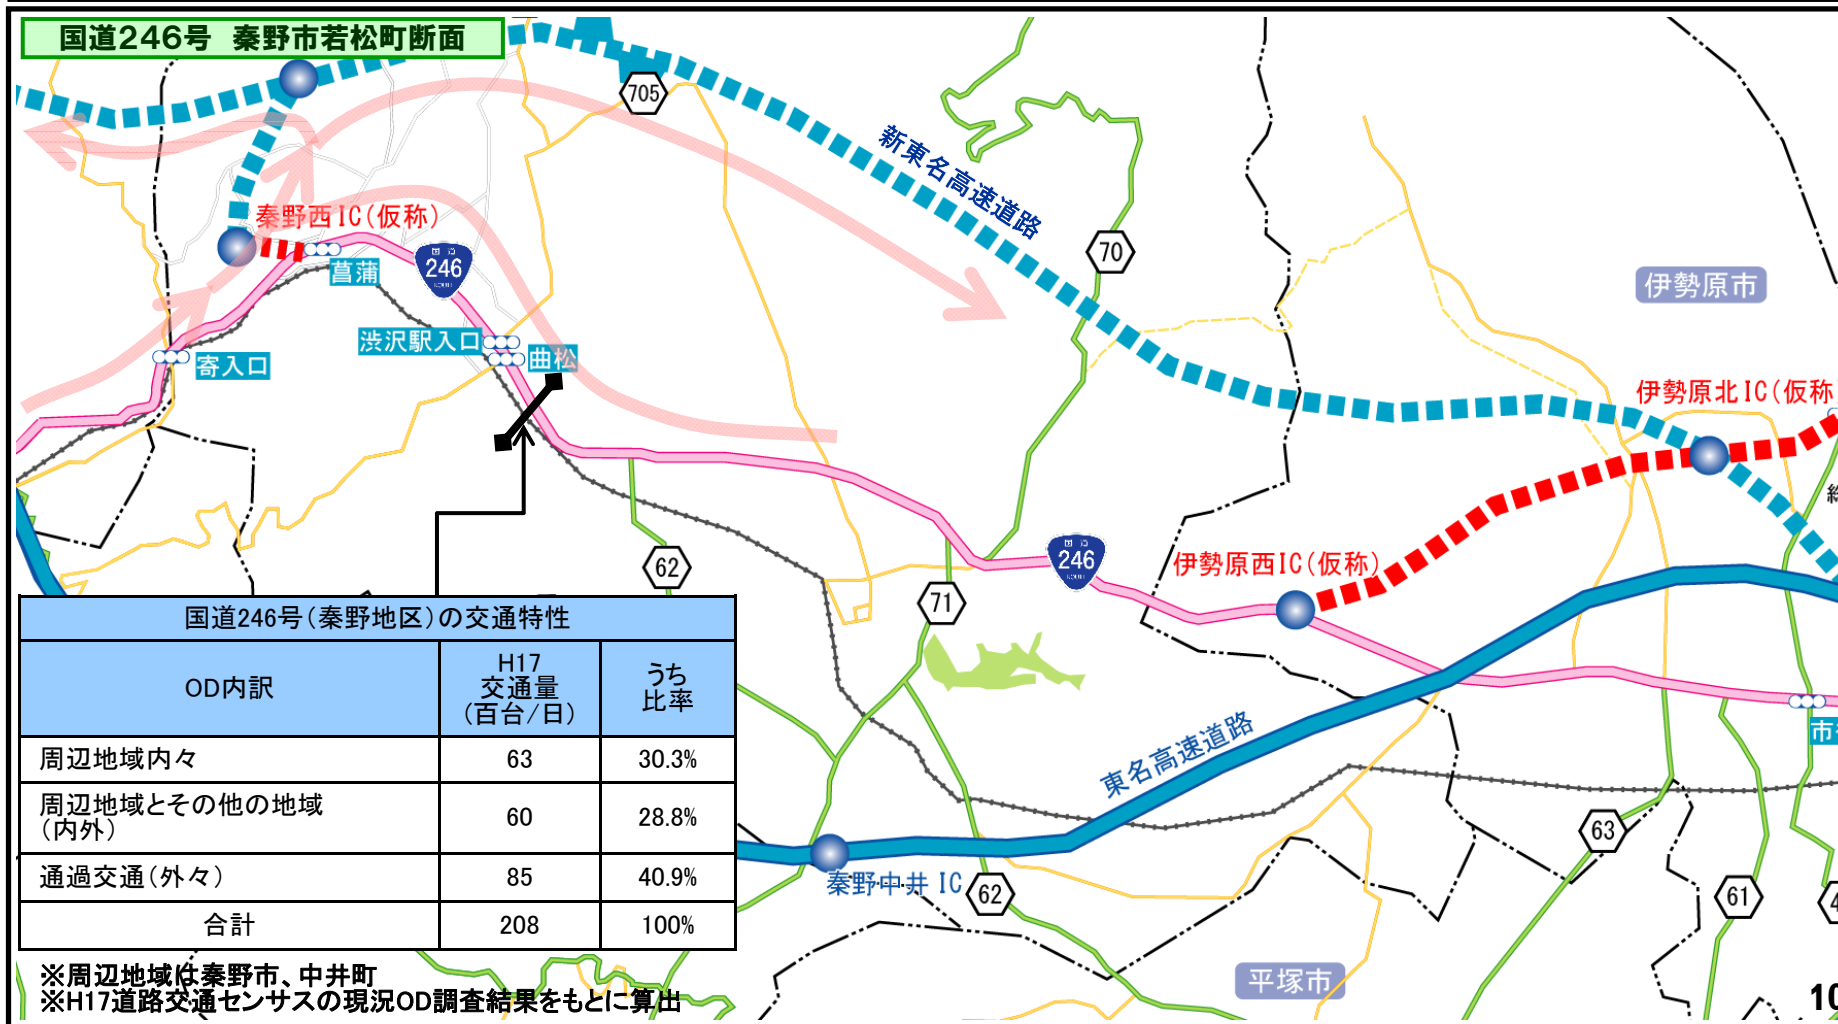 国道246号 秦野市若松町断面
705
新東名高速道路
秦野西IC(仮称)
国道
246
ROUTE
70
菖蒲
伊勢原市
渋沢駅入口
曲松
寄入口
伊勢原北IC(仮称
62
国道
246
ROUTE
伊勢原西IC(仮称)
71
国道246号(秦野地区)の交通特性
OD内訳
H17
交通量
(百台/日)
うち
比率
周辺地域内々
63
30.3%
周辺地域とその他の地域
(内外)
60
28.8%
通過交通(外々)
85
40.9%
合計
208
100%
東名高速道路
63
秦野中井 IC
62
61
平塚市
※周辺地域は秦野市、中井町
※H17道路交通センサスの現況OD調査結果をもとに算出